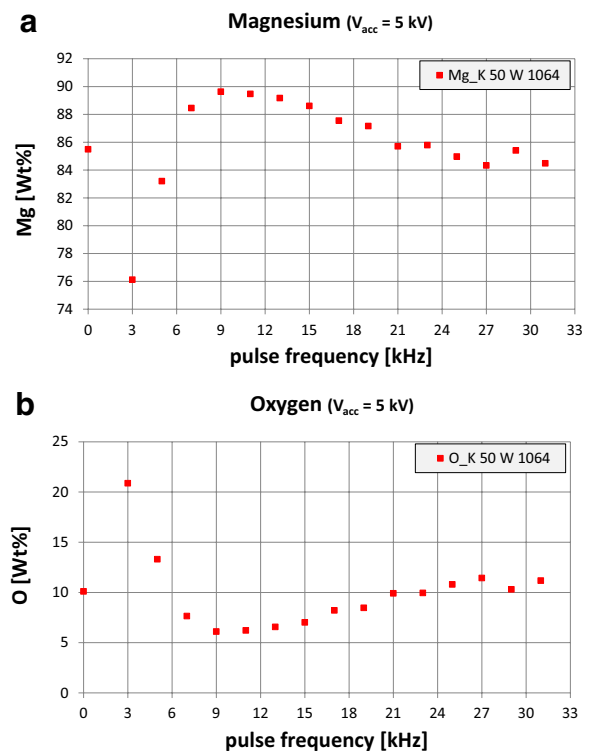 a
Magnesium (Vacc = 5 kV)
92
90
88
86
84
82
80
78
76
74
Mg [Wt%]
Mg_K 50 W 1064
0 3 6 9 12 15 18 21 24 27 30 33
pulse frequency [kHz]
b
Oxygen (Vacc = 5 kV)
25
20
15
10
5
0
O [Wt%]
O_K 50 W 1064
0 3 6 9 12 15 18 21 24 27 30 33
pulse frequency [kHz]